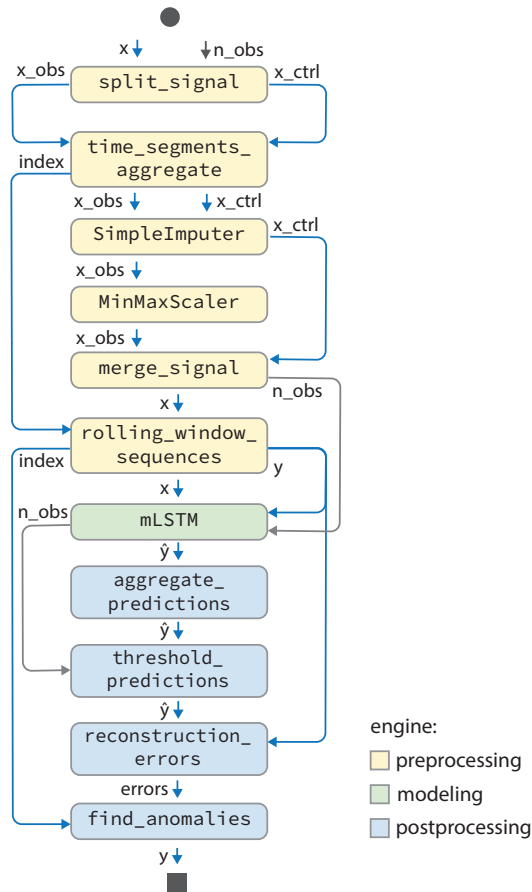 x n_obs
x_obs split_signal x_ctrl
time_segments_
aggregate
index
x_obs x_ctrl
SimpleImputer x_ctrl
x_obs
MinMaxScaler
x_obs
merge_signal
n_obs
x
rolling_window_
sequences
index y
x
n_obs mLSTM
ŷ
aggregate_
predictions
ŷ
threshold_
predictions
ŷ
reconstruction_
errors
errors
find_anomalies
y
engine:
preprocessing
modeling
postprocessing